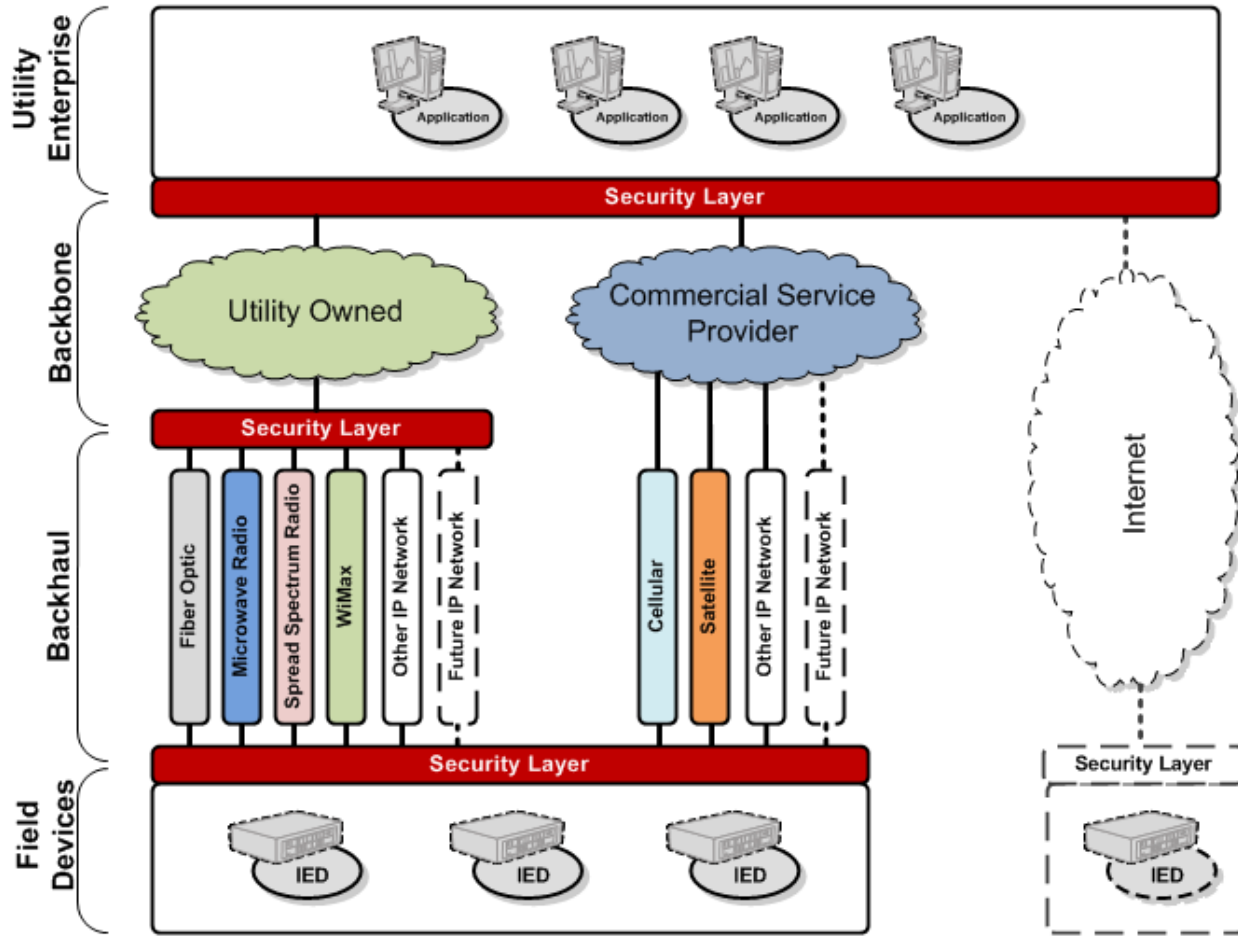 Utility
Enterprise
Application
Application
Application
Application
Security Layer
Backbone
Utility Owned
Commercial Service
Provider
Internet
Security Layer
Backhaul
Fiber Optic
Microwave Radio
Spread Spectrum Radio
WiMax
Other IP Network
Future IP Network
Cellular
Satellite
Other IP Network
Future IP Network
Security Layer
Security Layer
Field
Devices
IED
IED
IED
IED